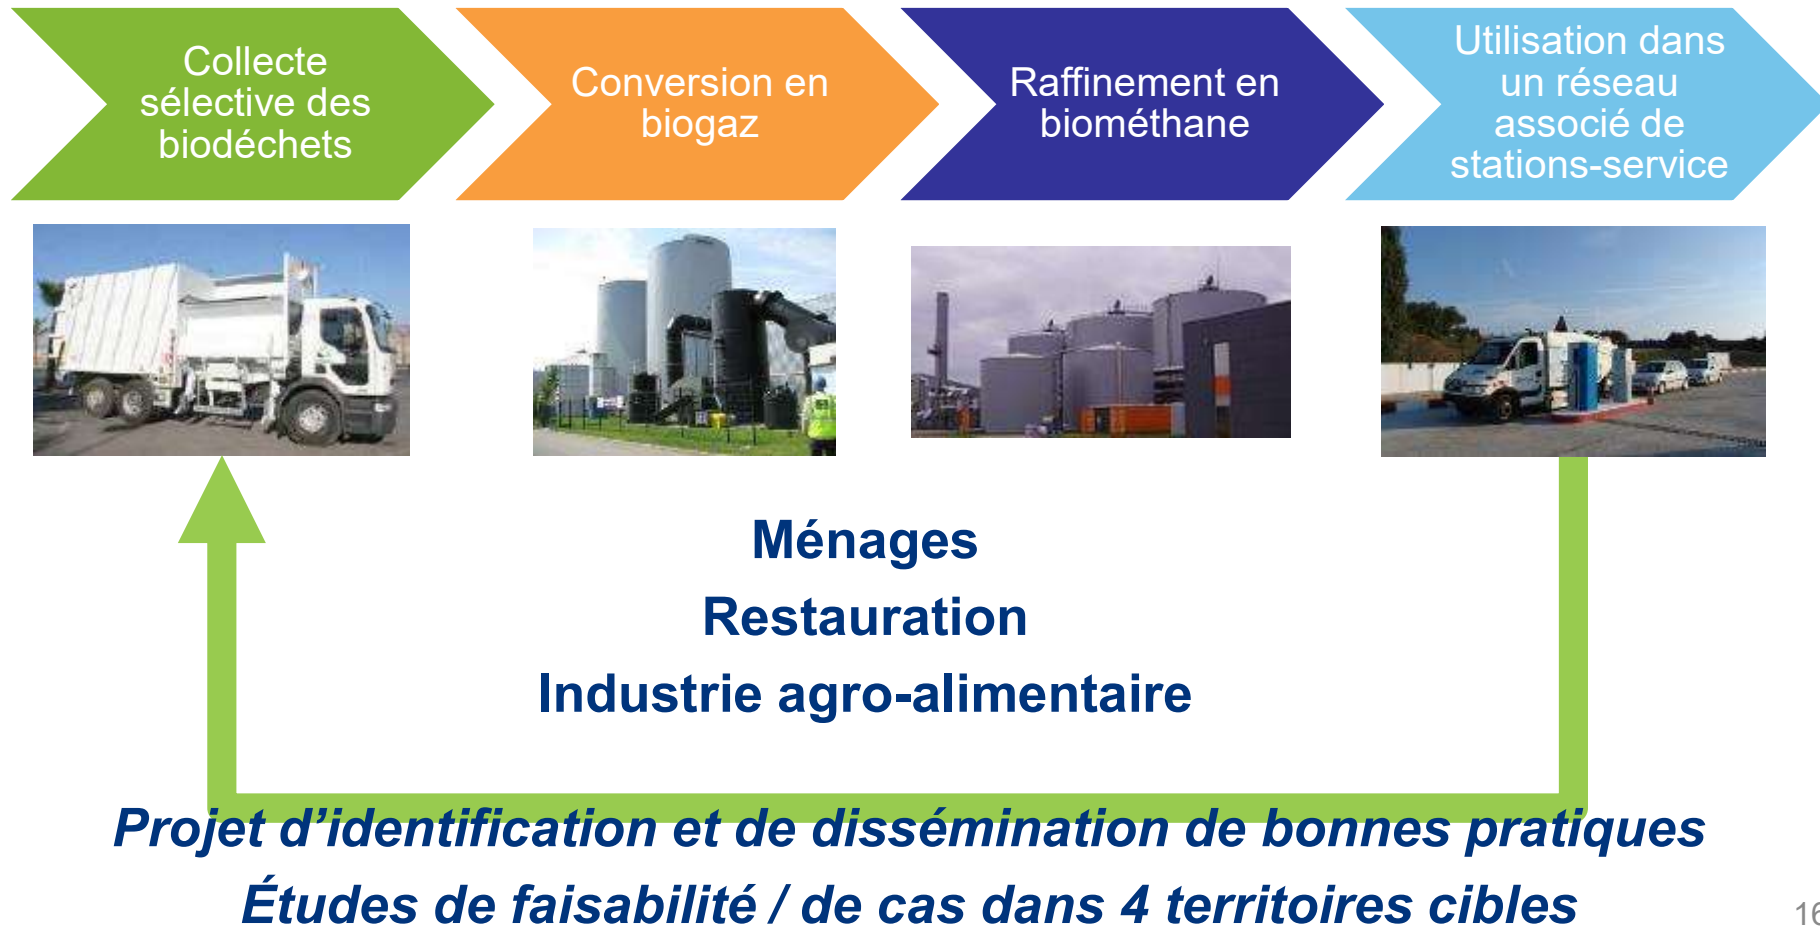 Collecte
sélective des
biodéchets
Conversion en
biogaz
Raffinement en
biométhane
Utilisation dans
un réseau
associé de
stations-service
Ménages
Restauration
Industrie agro-alimentaire
Projet d’identification et de dissémination de bonnes pratiques
Études de faisabilité / de cas dans 4 territoires cibles
16